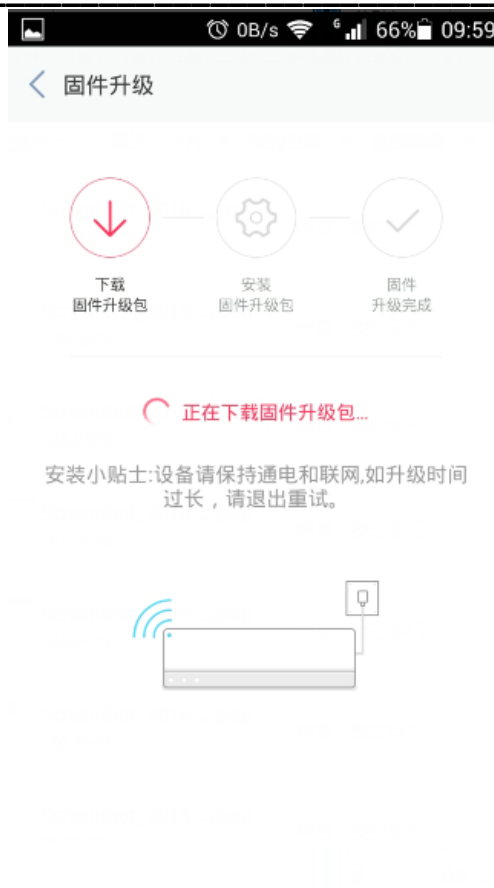 0B/s G 66% 09:59
固件升级
下载 安装 固件
固件升级包 固件升级包 升级完成
正在下载固件升级包...
安装小贴士:设备请保持通电和联网,如升级时间
过长，请退出重试。